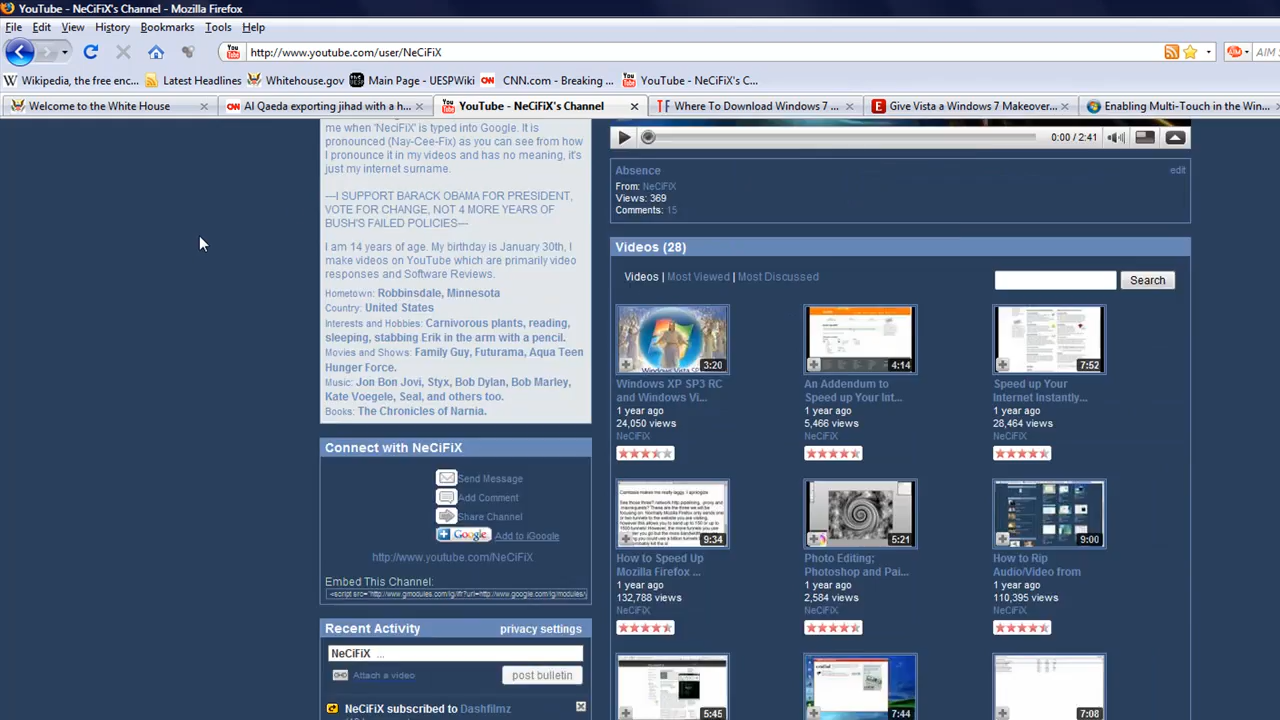 YouTube - NeCiFiX's Channel - Mozilla Firefox
File Edit View History Bookmarks Tools Help
http://www.youtube.com/user/NeCiFiX
Wikipedia, the free enc... Latest Headlines Whitehouse.gov Main Page - UESPWiki CNN.com - Breaking ... YouTube - NeCiFiX's C...
Welcome to the White House Al Qaeda exporting jihad with a h... YouTube - NeCiFiX's Channel Where To Download Windows 7 ... Give Vista a Windows 7 Makeover... Enabling Multi-Touch in the Win...
me when 'NeciFiX' is typed into Google. It is
pronounced (Nay-Cee-Fix) as you can see from how
I pronounce it in my videos and has no meaning, it's
just my internet surname.
—I SUPPORT BARACK OBAMA FOR PRESIDENT,
VOTE FOR CHANGE, NOT 4 MORE YEARS OF
BUSH'S FAILED POLICIES—
I am 14 years of age. My birthday is January 30th, I
make videos on YouTube which are primarily video
responses and Software Reviews.
Hometown: Robbinsdale, Minnesota
Country: United States
Interests and Hobbies: Carnivorous plants, reading,
sleeping, stabbing Erik in the arm with a pencil.
Movies and Shows: Family Guy, Futurama, Aqua Teen
Hunger Force.
Music: Jon Bon Jovi, Styx, Bob Dylan, Bob Marley,
Kate Voegele, Seal, and others too.
Books: The Chronicles of Narnia.
Connect with NeCiFiX
Send Message
Add Comment
Share Channel
Google Add to iGoogle
http://www.youtube.com/NeCiFiX
Embed This Channel:
Recent Activity privacy settings
NeCiFiX ...
Attach a video post bulletin
NeCiFiX subscribed to Dashfilmz
0:00 / 2:41
Absence edit
From: NeCiFiX
Views: 369
Comments: 15
Videos (28)
Videos | Most Viewed | Most Discussed Search
3:20 4:14 7:52
Windows XP SP3 RC An Addendum to Speed up Your
and Windows Vi... Speed up Your Int... Internet Instantly...
1 year ago 1 year ago 1 year ago
24,050 views 5,466 views 28,464 views
NeCiFiX NeCiFiX NeCiFiX
9:34 5:21 9:00
How to Speed Up Photo Editing; How to Rip
Mozilla Firefox ... Photoshop and Pai... Audio/Video from
1 year ago 1 year ago 1 year ago
132,788 views 2,584 views 110,395 views
NeCiFiX NeCiFiX NeCiFiX
5:45 7:44 7:08